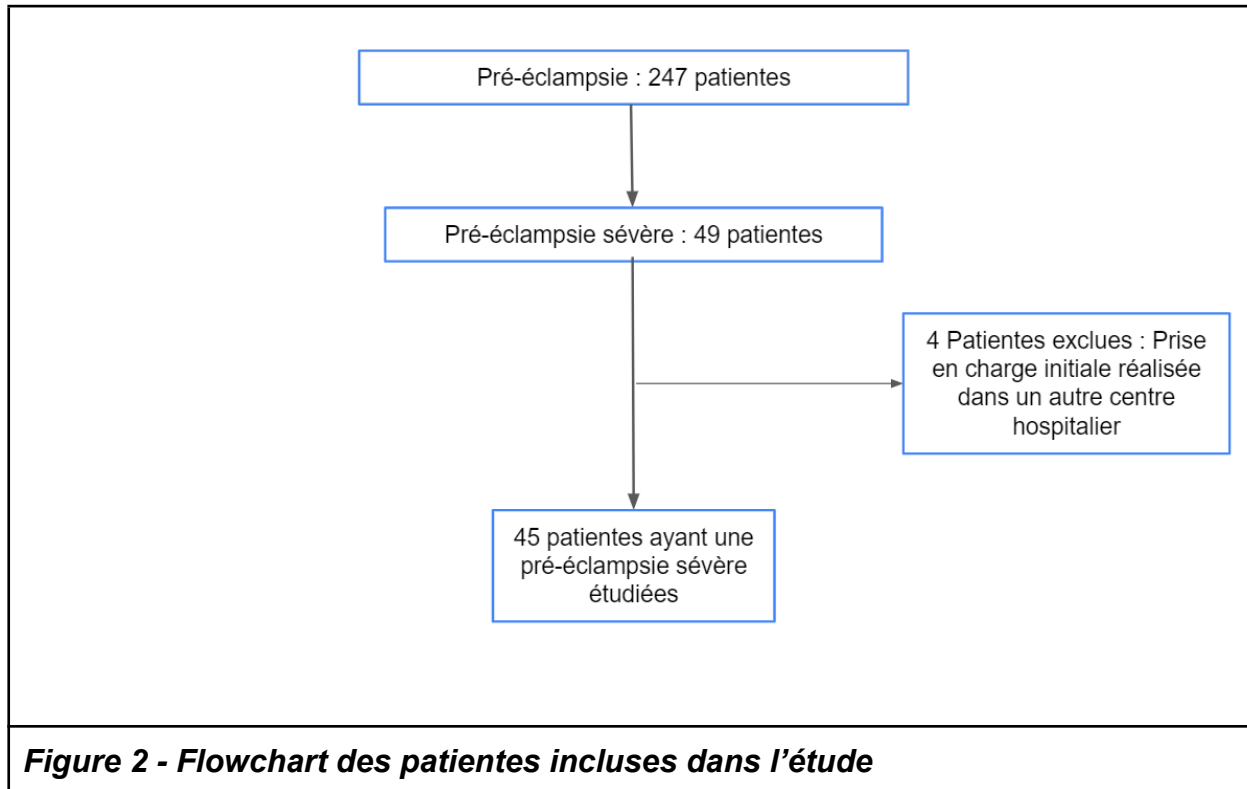 Pré-éclampsie : 247 patientes
Pré-éclampsie sévère : 49 patientes
4 Patientes exclues : Prise
en charge initiale réalisée
dans un autre centre
hospitalier
45 patientes ayant une
pré-éclampsie sévère
étudiées
Figure 2 - Flowchart des patientes incluses dans l’étude